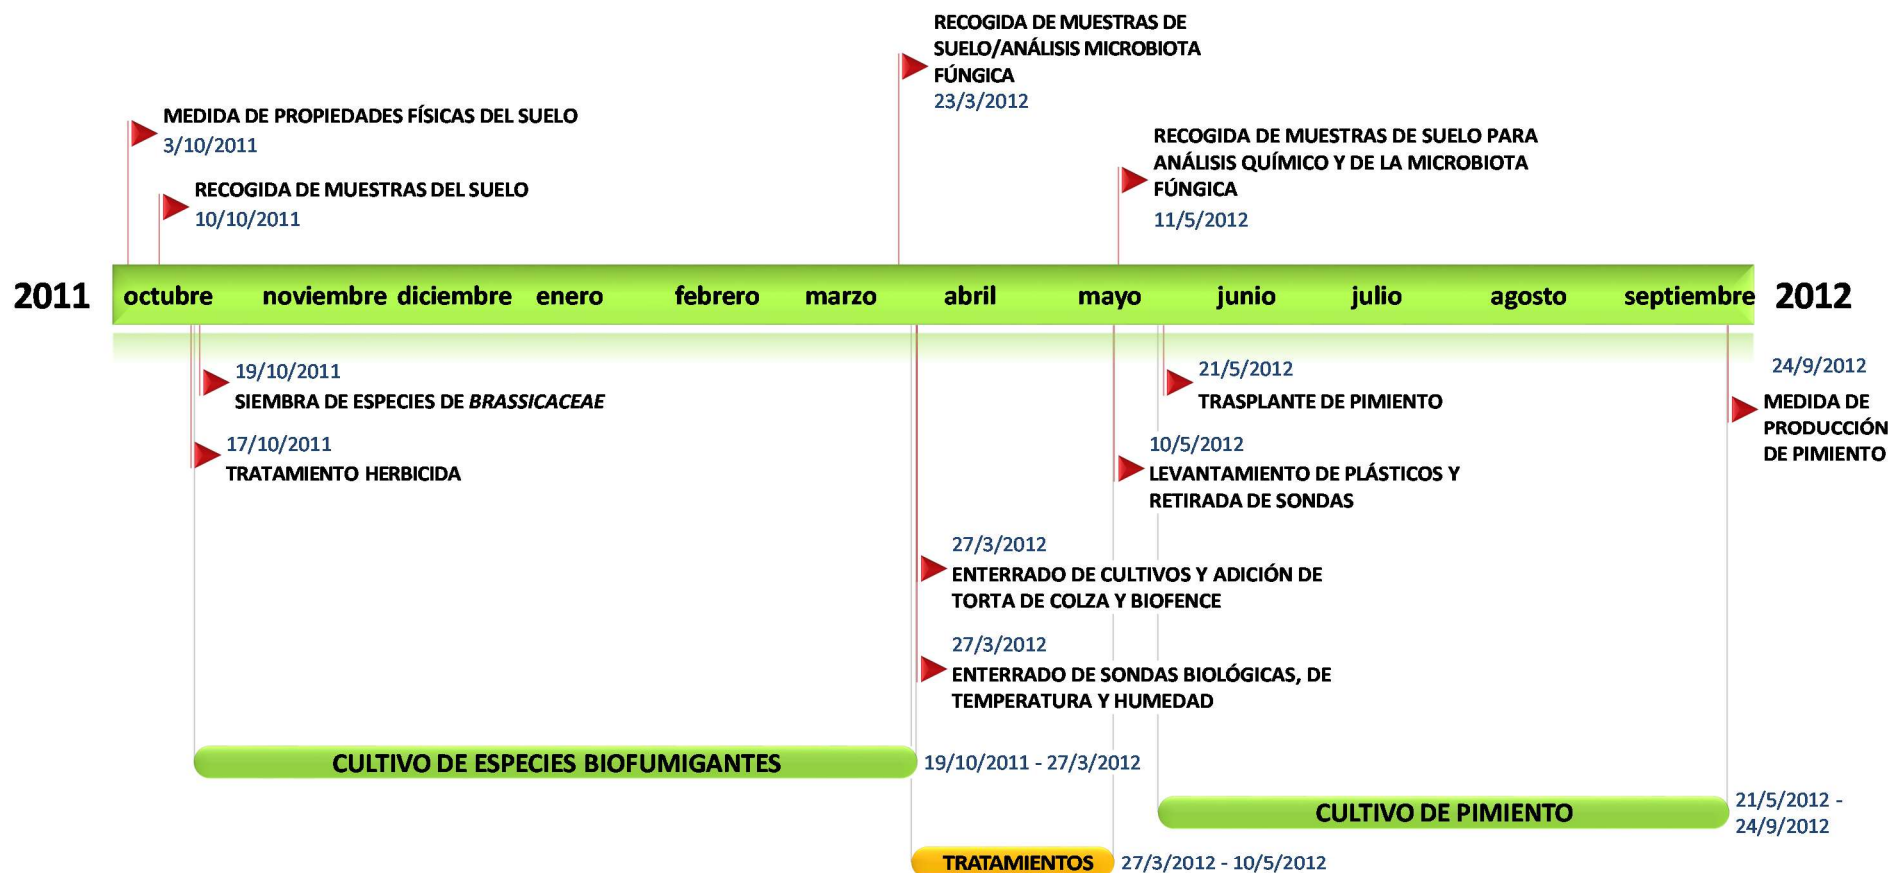 RECOGIDA DE MUESTRAS DE
SUELO/ANÁLISIS MICROBIOTA
FÚNGICA
23/3/2012
MEDIDA DE PROPIEDADES FÍSICAS DEL SUELO
3/10/2011
RECOGIDA DE MUESTRAS DE SUELO PARA
ANÁLISIS QUÍMICO Y DE LA MICROBIOTA
FÚNGICA
11/5/2012
RECOGIDA DE MUESTRAS DEL SUELO
10/10/2011
2011 octubre noviembre diciembre enero febrero marzo abril mayo junio julio agosto septiembre 2012
19/10/2011
SIEMBRA DE ESPECIES DE BRASSICACEAE
17/10/2011
TRATAMIENTO HERBICIDA
21/5/2012
TRASPLANTE DE PIMIENTO
24/9/2012
MEDIDA DE
PRODUCCIÓN
DE PIMIENTO
10/5/2012
LEVANTAMIENTO DE PLÁSTICOS Y
RETIRADA DE SONDAS
27/3/2012
ENTERRADO DE CULTIVOS Y ADICIÓN DE
TORTA DE COLZA Y BIOFENCE
27/3/2012
ENTERRADO DE SONDAS BIOLÓGICAS, DE
TEMPERATURA Y HUMEDAD
CULTIVO DE ESPECIES BIOFUMIGANTES 19/10/2011 - 27/3/2012
CULTIVO DE PIMIENTO
21/5/2012 -
24/9/2012
TRATAMIENTOS 27/3/2012 - 10/5/2012